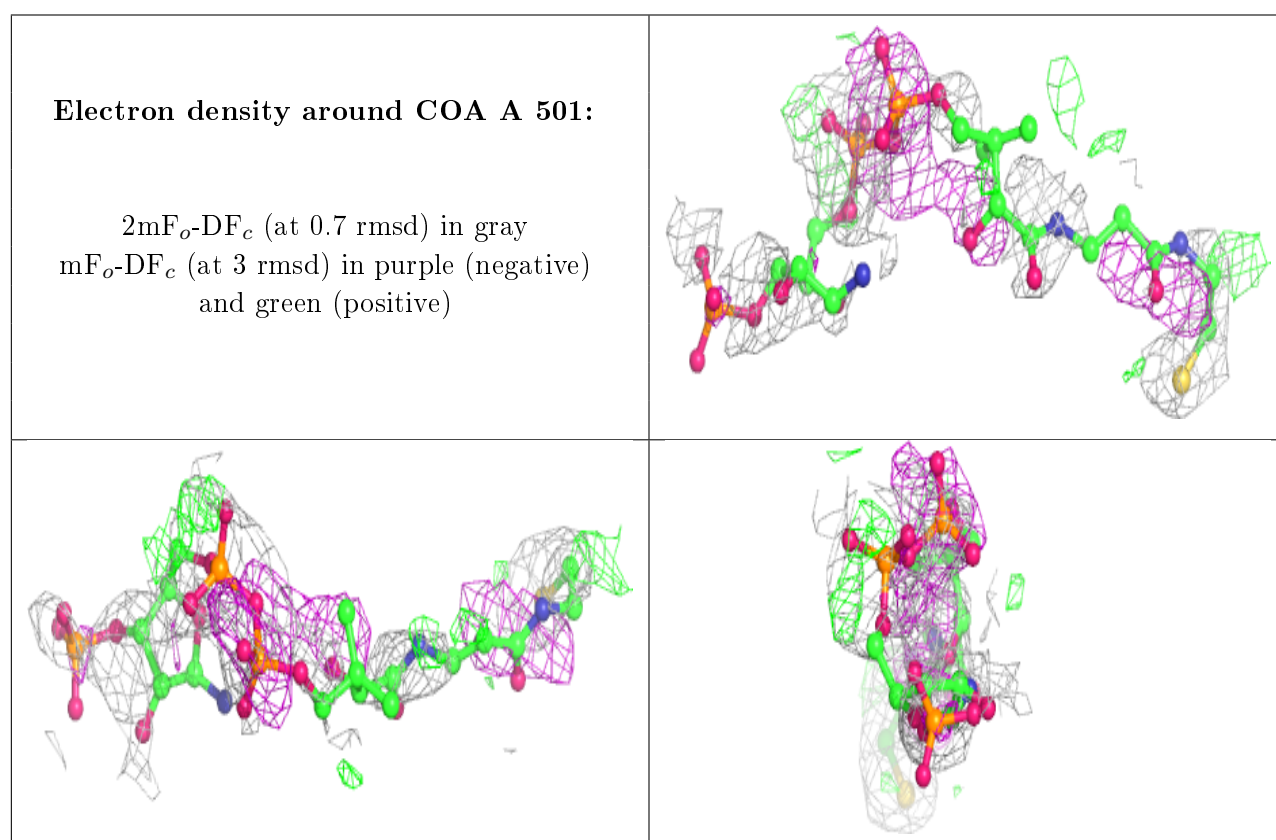 Electron density around COA A 501:
2mFo-DFc (at 0.7 rmsd) in gray
mFo-DFc (at 3 rmsd) in purple (negative)
and green (positive)